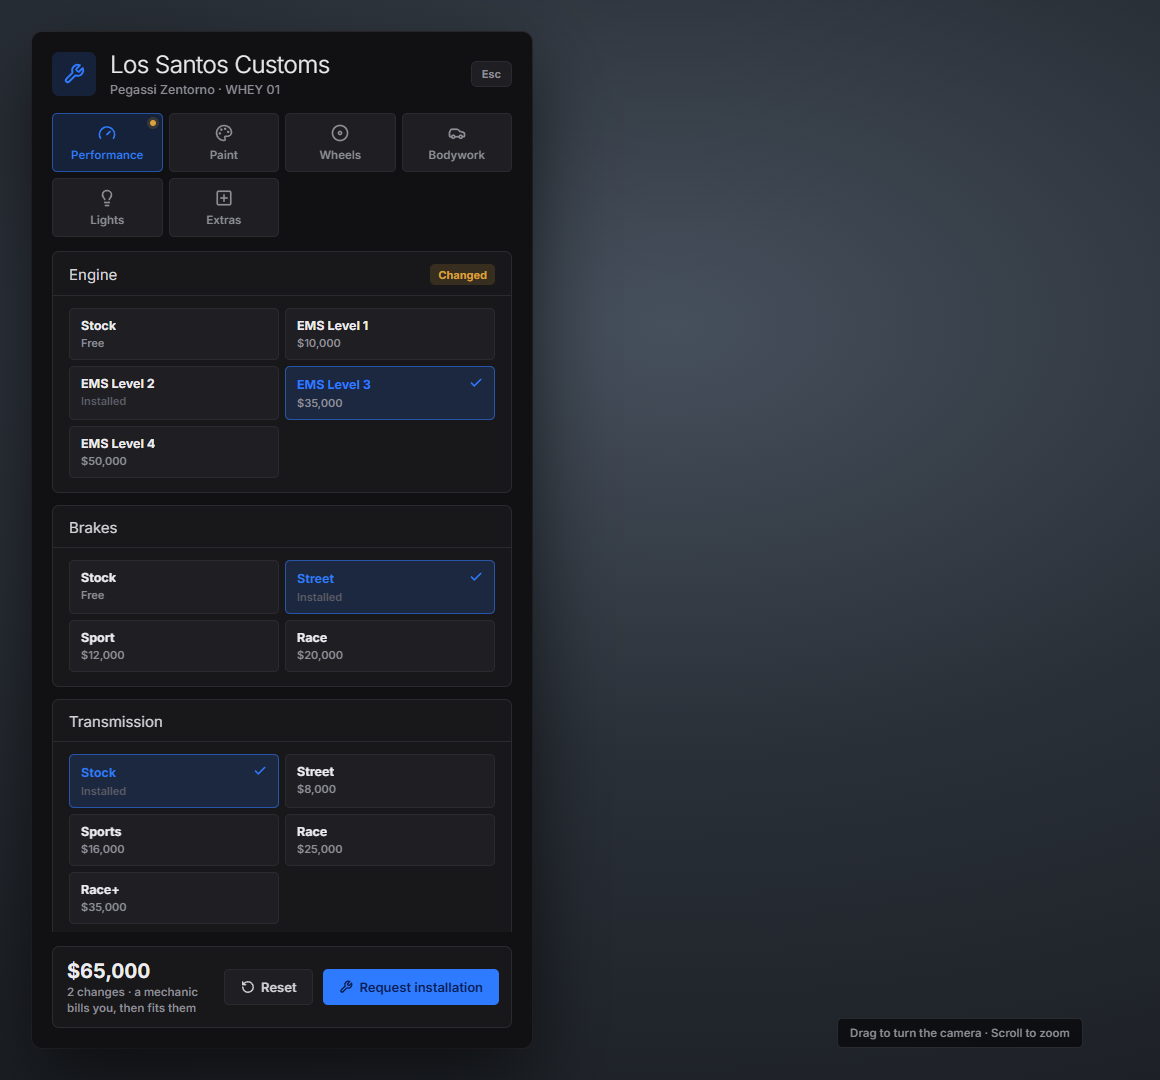 Los Santos Customs
Pegassi Zentorno · WHEY 01
Esc
Performance
Paint
Wheels
Bodywork
Lights
Extras
Engine
Changed
Stock
Free
EMS Level 1
$10,000
EMS Level 2
Installed
EMS Level 3
$35,000
EMS Level 4
$50,000
Brakes
Stock
Free
Street
Installed
Sport
$12,000
Race
$20,000
Transmission
Stock
Installed
Street
$8,000
Sports
$16,000
Race
$25,000
Race+
$35,000
$65,000
2 changes · a mechanic
bills you, then fits them
Reset
Request installation
Drag to turn the camera · Scroll to zoom